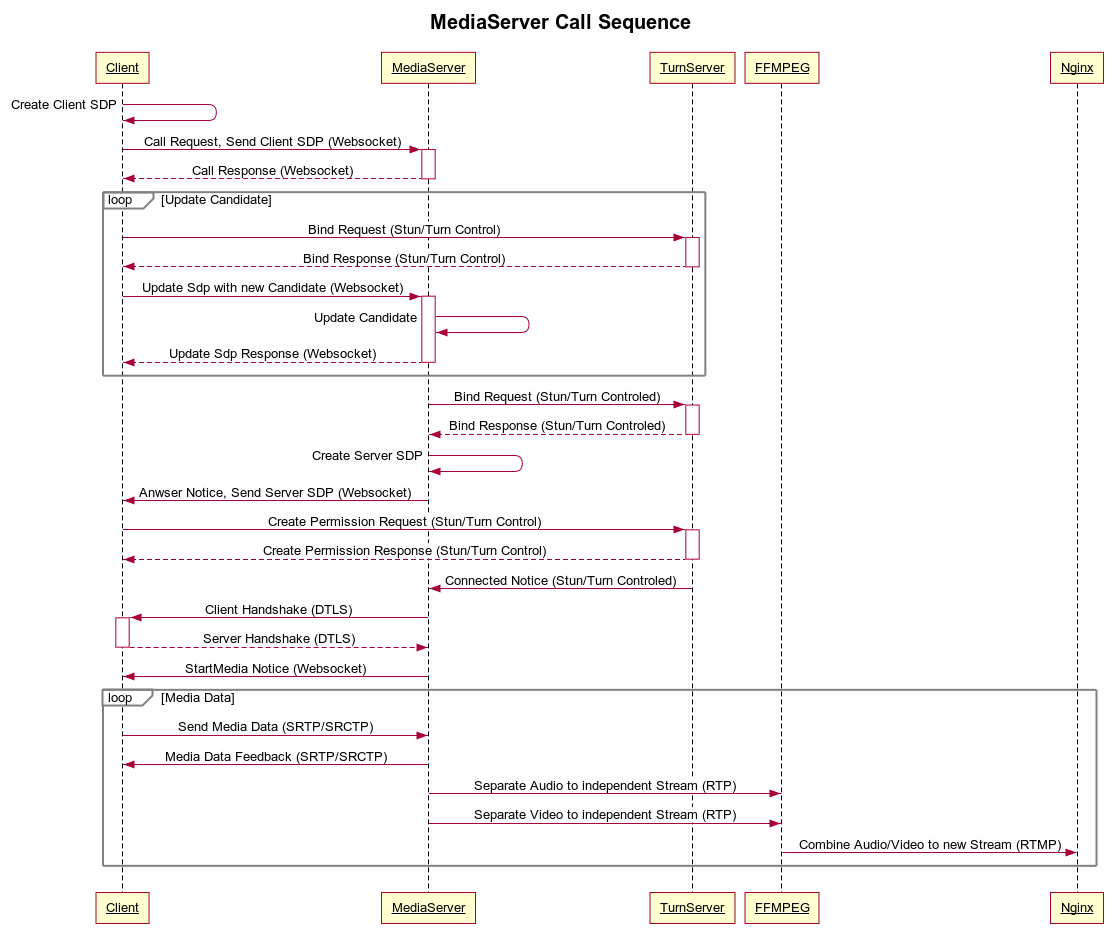 MediaServer Call Sequence
Client
MediaServer
TurnServer
FFMPEG
Nginx
Create Client SDP
Call Request, Send Client SDP (Websocket)
Call Response (Websocket)
loop
[Update Candidate]
Bind Request (Stun/Turn Control)
Bind Response (Stun/Turn Control)
Update Sdp with new Candidate (Websocket)
Update Candidate
Update Sdp Response (Websocket)
Bind Request (Stun/Turn Controled)
Bind Response (Stun/Turn Controled)
Create Server SDP
Anwser Notice, Send Server SDP (Websocket)
Create Permission Request (Stun/Turn Control)
Create Permission Response (Stun/Turn Control)
Connected Notice (Stun/Turn Controled)
Client Handshake (DTLS)
Server Handshake (DTLS)
StartMedia Notice (Websocket)
loop
[Media Data]
Send Media Data (SRTP/SRCTP)
Media Data Feedback (SRTP/SRCTP)
Separate Audio to independent Stream (RTP)
Separate Video to independent Stream (RTP)
Combine Audio/Video to new Stream (RTMP)
Client
MediaServer
TurnServer
FFMPEG
Nginx